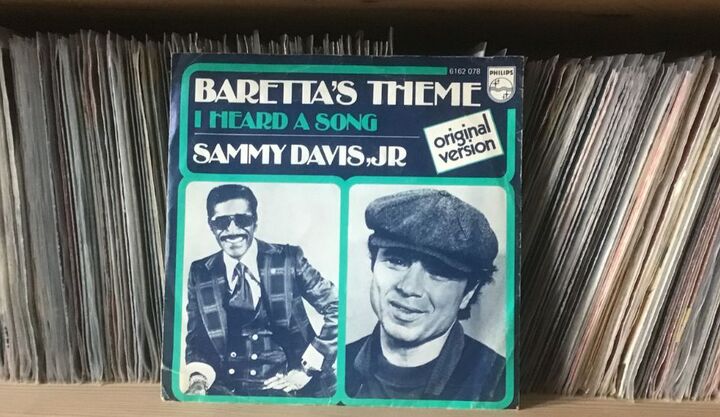 6162 078
PHILIPS
BARETTA'S THEME
I HEARD A SONG
SAMMY DAVIS,JR
original
version